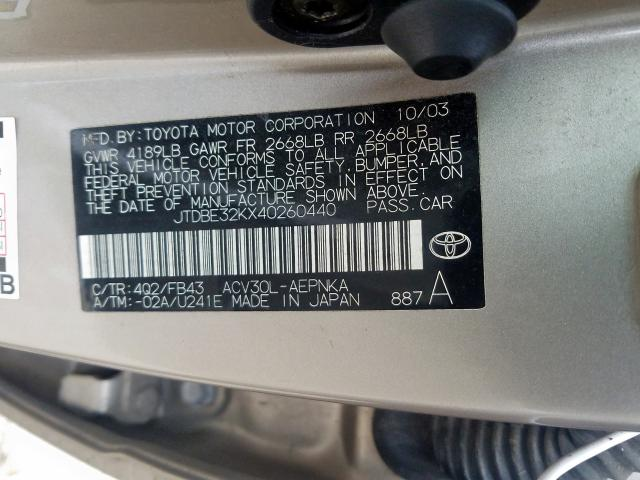 MFD.BY:TOYOTA MOTOR CORPORATION 10/03
GVWR 4189LB GAWR FR 2668LB RR 2668LB
THIS VEHICLE CONFORMS TO ALL APPLICABLE
FEDERAL MOTOR VEHICLE SAFETY, BUMPER, AND
THEFT PREVENTION STANDARDS IN EFFECT ON
THE DATE OF MANUFACTURE SHOWN ABOVE.
JTDBE32KX40260440 PASS.CAR
C/TR:4Q2/FB43 ACV30L-AEPNKA
A/TM:-02A/U241E MADE IN JAPAN 887A
B